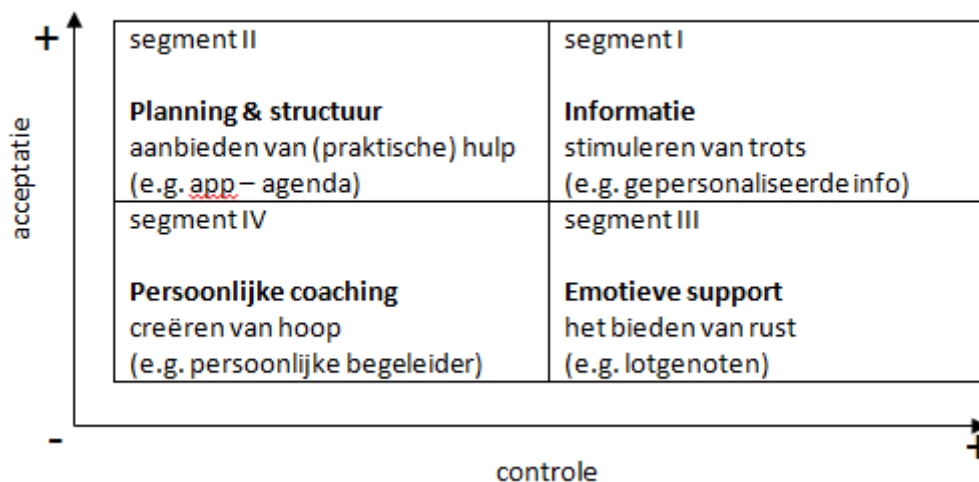 +
segment II
Planning & structuur
aanbieden van (praktische) hulp
(e.g. app – agenda)
segment I
Informatie
stimuleren van trots
(e.g. gepersonaliseerde info)
acceptatie
segment IV
Persoonlijke coaching
creëren van hoop
(e.g. persoonlijke begeleider)
segment III
Emotieve support
het bieden van rust
(e.g. lotgenoten)
-
+
controle